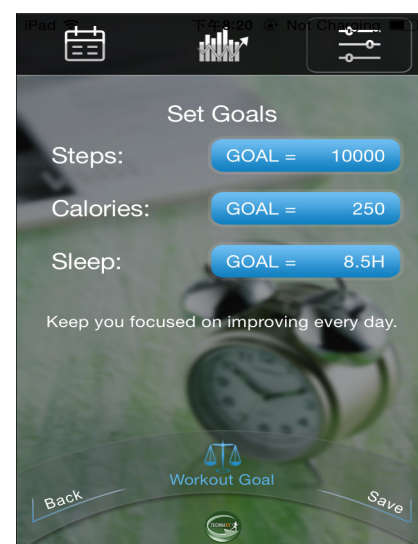 iPad 下午8:20 Not Charging
Set Goals
Steps: GOAL = 10000
Calories: GOAL = 250
Sleep: GOAL = 8.5H
Keep you focused on improving every day.
Workout Goal
Back
Save